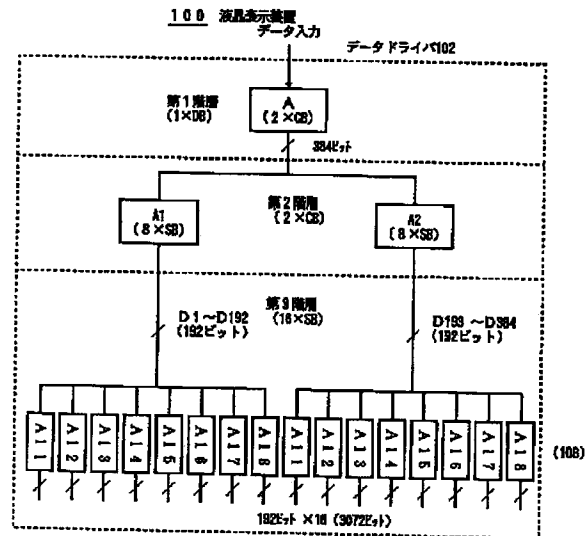 100 液晶表示装置
データ入力
データドライバ102
第1階層
(1×DB)
A
(2×CB)
384ビット
第2階層
(2×CB)
A1
(8×SB)
A2
(8×SB)
第3階層
(16×SB)
D1～D192
(192ビット)
D193～D384
(192ビット)
A11 A12 A13 A14 A15 A16 A17 A18 A11 A12 A13 A14 A15 A16 A17 A18
(108)
192ビット×16 (3072ビット)